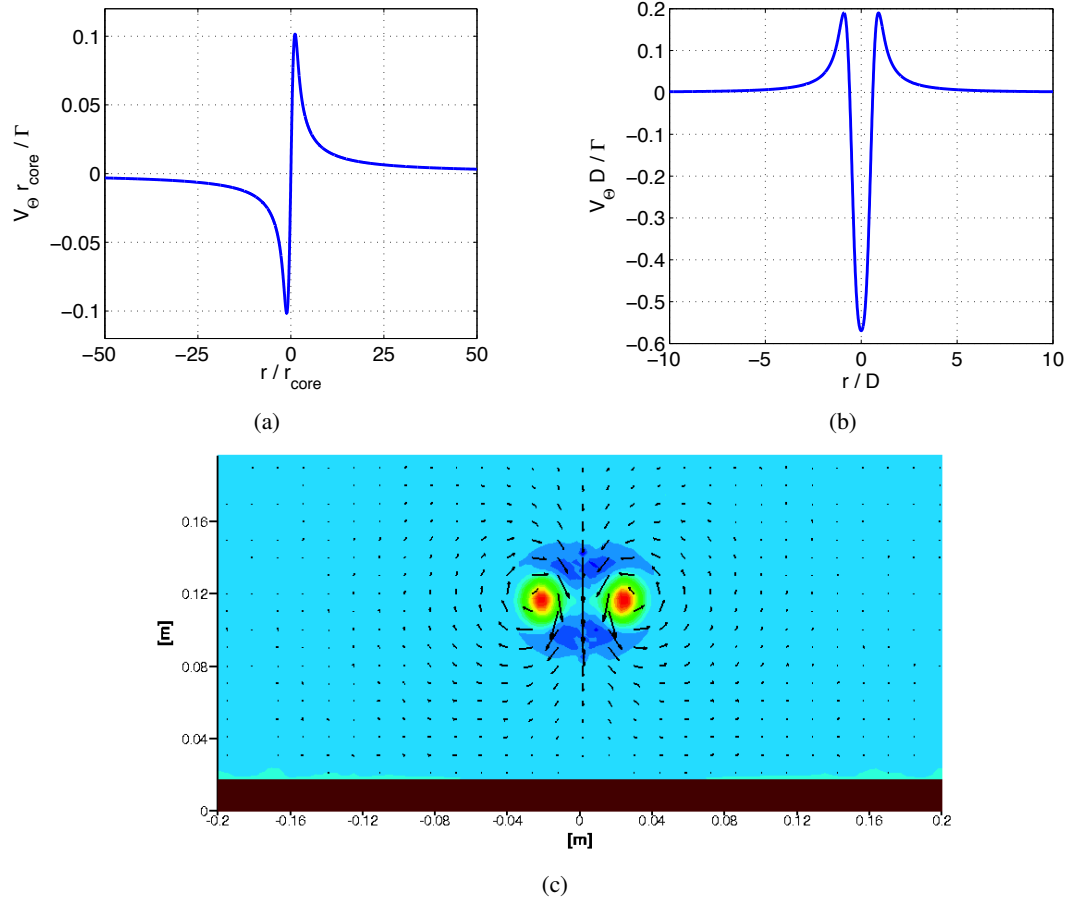 0.1
0.05
0
−0.05
−0.1
V_Θ r_core / Γ
−50 −25 0 25 50
r / r_core
(a)
0.2
0.1
0
−0.1
−0.2
−0.3
−0.4
−0.5
−0.6
V_Θ D / Γ
−10 −5 0 5 10
r / D
(b)
0.16
0.12
0.08
0.04
0
[m]
-0.2 -0.16 -0.12 -0.08 -0.04 0 0.04 0.08 0.12 0.16 0.2
[m]
(c)